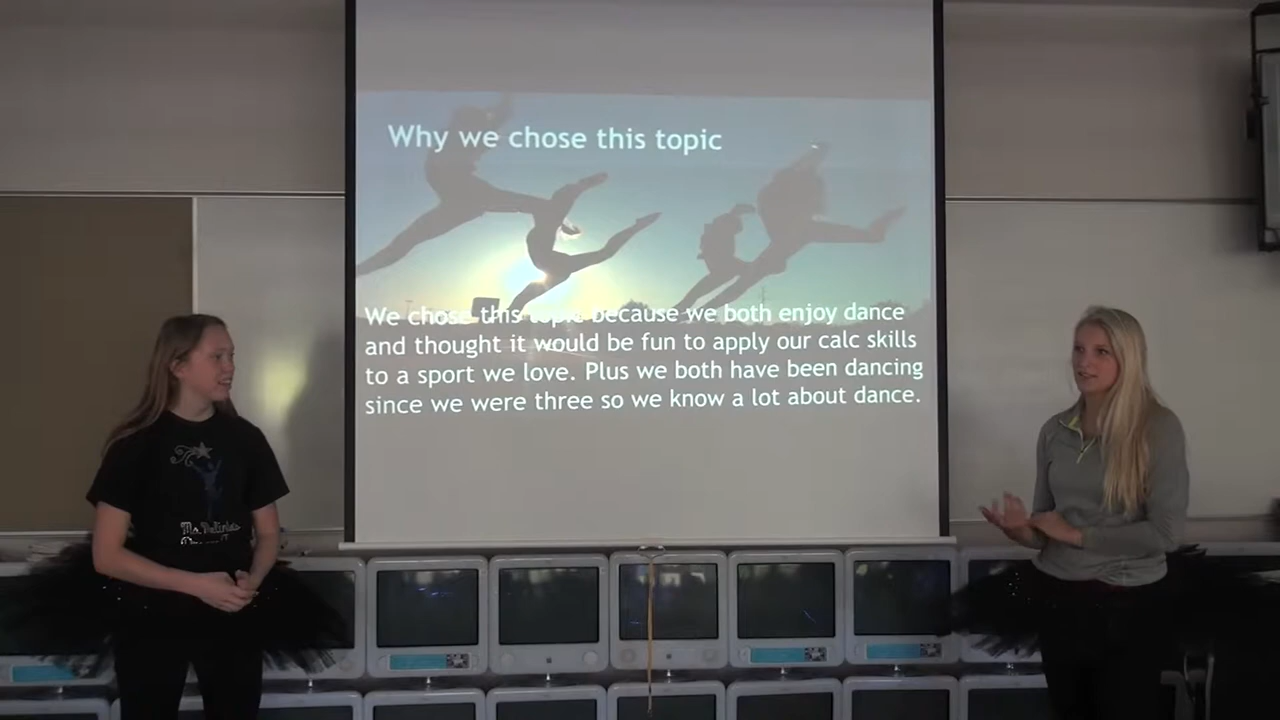 Why we chose this topic
We chose this topic because we both enjoy dance
and thought it would be fun to apply our calc skills
to a sport we love. Plus we both have been dancing
since we were three so we know a lot about dance.
Ms.